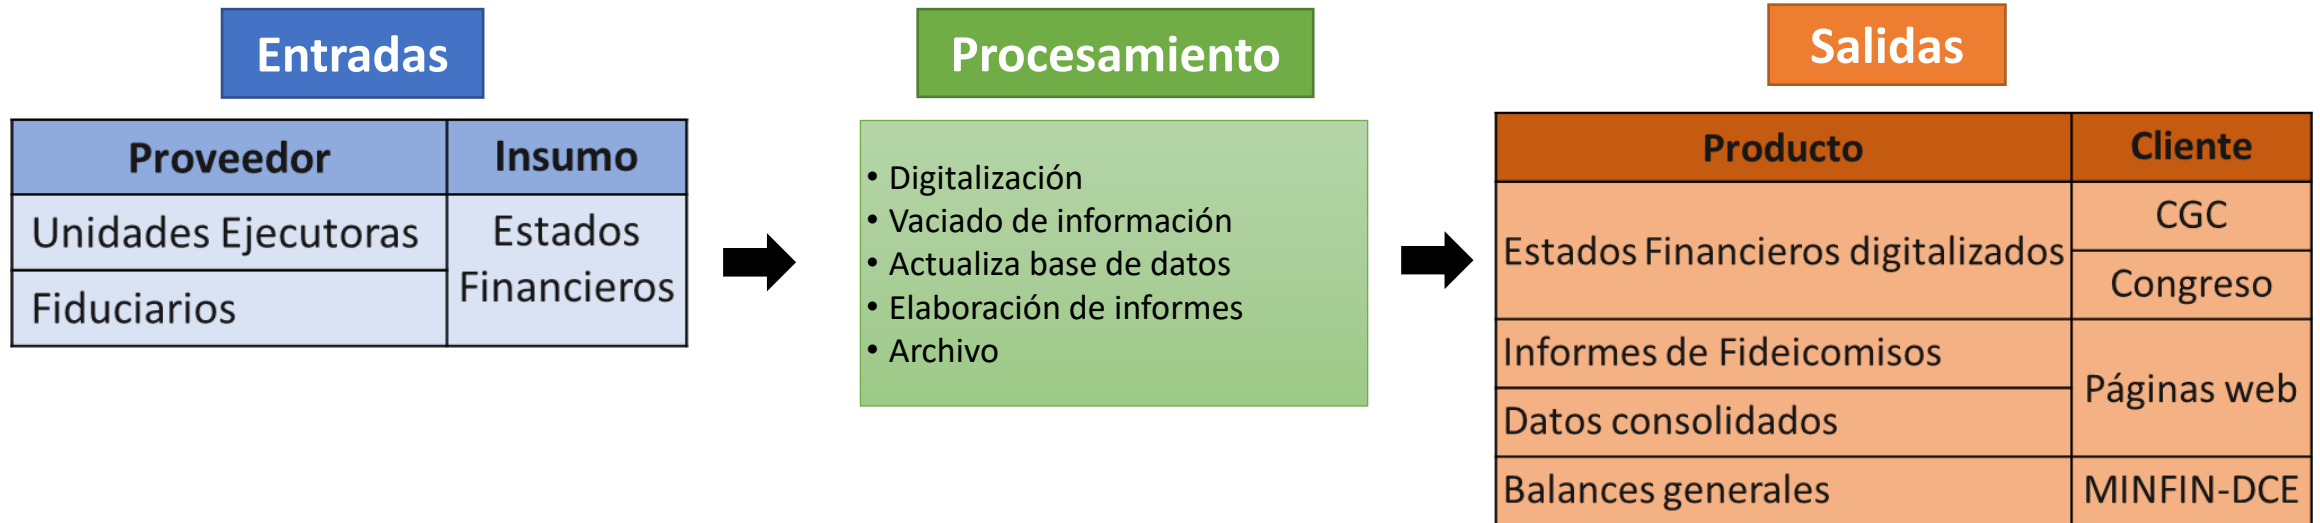 Entradas
Proveedor
Insumo
Unidades Ejecutoras
Fiduciarios
Estados
Financieros
Procesamiento
• Digitalización
• Vaciado de información
• Actualiza base de datos
• Elaboración de informes
• Archivo
Salidas
Producto
Cliente
Estados Financieros digitalizados
CGC
Congreso
Informes de Fideicomisos
Datos consolidados
Páginas web
Balances generales
MINFIN-DCE